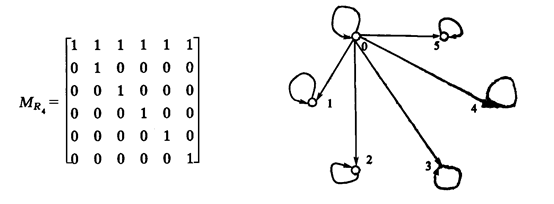 1 1 1 1 1 1
0 1 0 0 0 0
0 0 1 0 0 0
M_{R_4} = 0 0 0 1 0 0
0 0 0 0 1 0
0 0 0 0 0 1
0
5
1
4
2
3